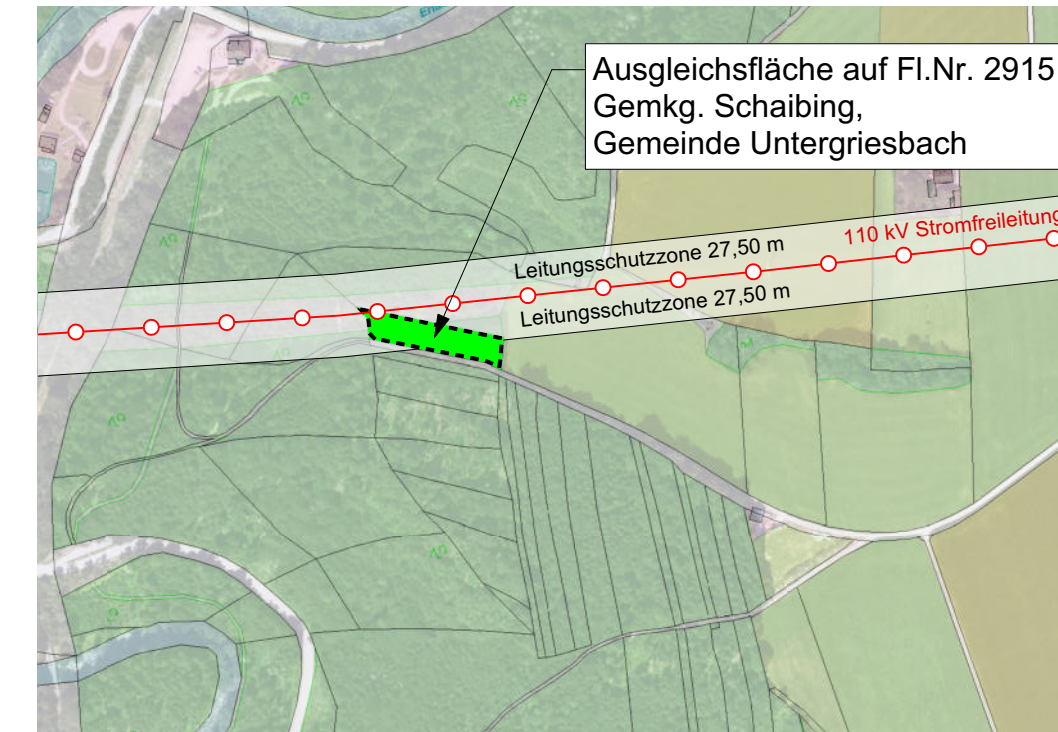 Ausgleichsfläche auf Fl.Nr. 2915
Gemkg. Schaibing,
Gemeinde Untergriesbach
110 kV Stromfreileitung
Leitungsschutzzone 27,50 m
Leitungsschutzzone 27,50 m